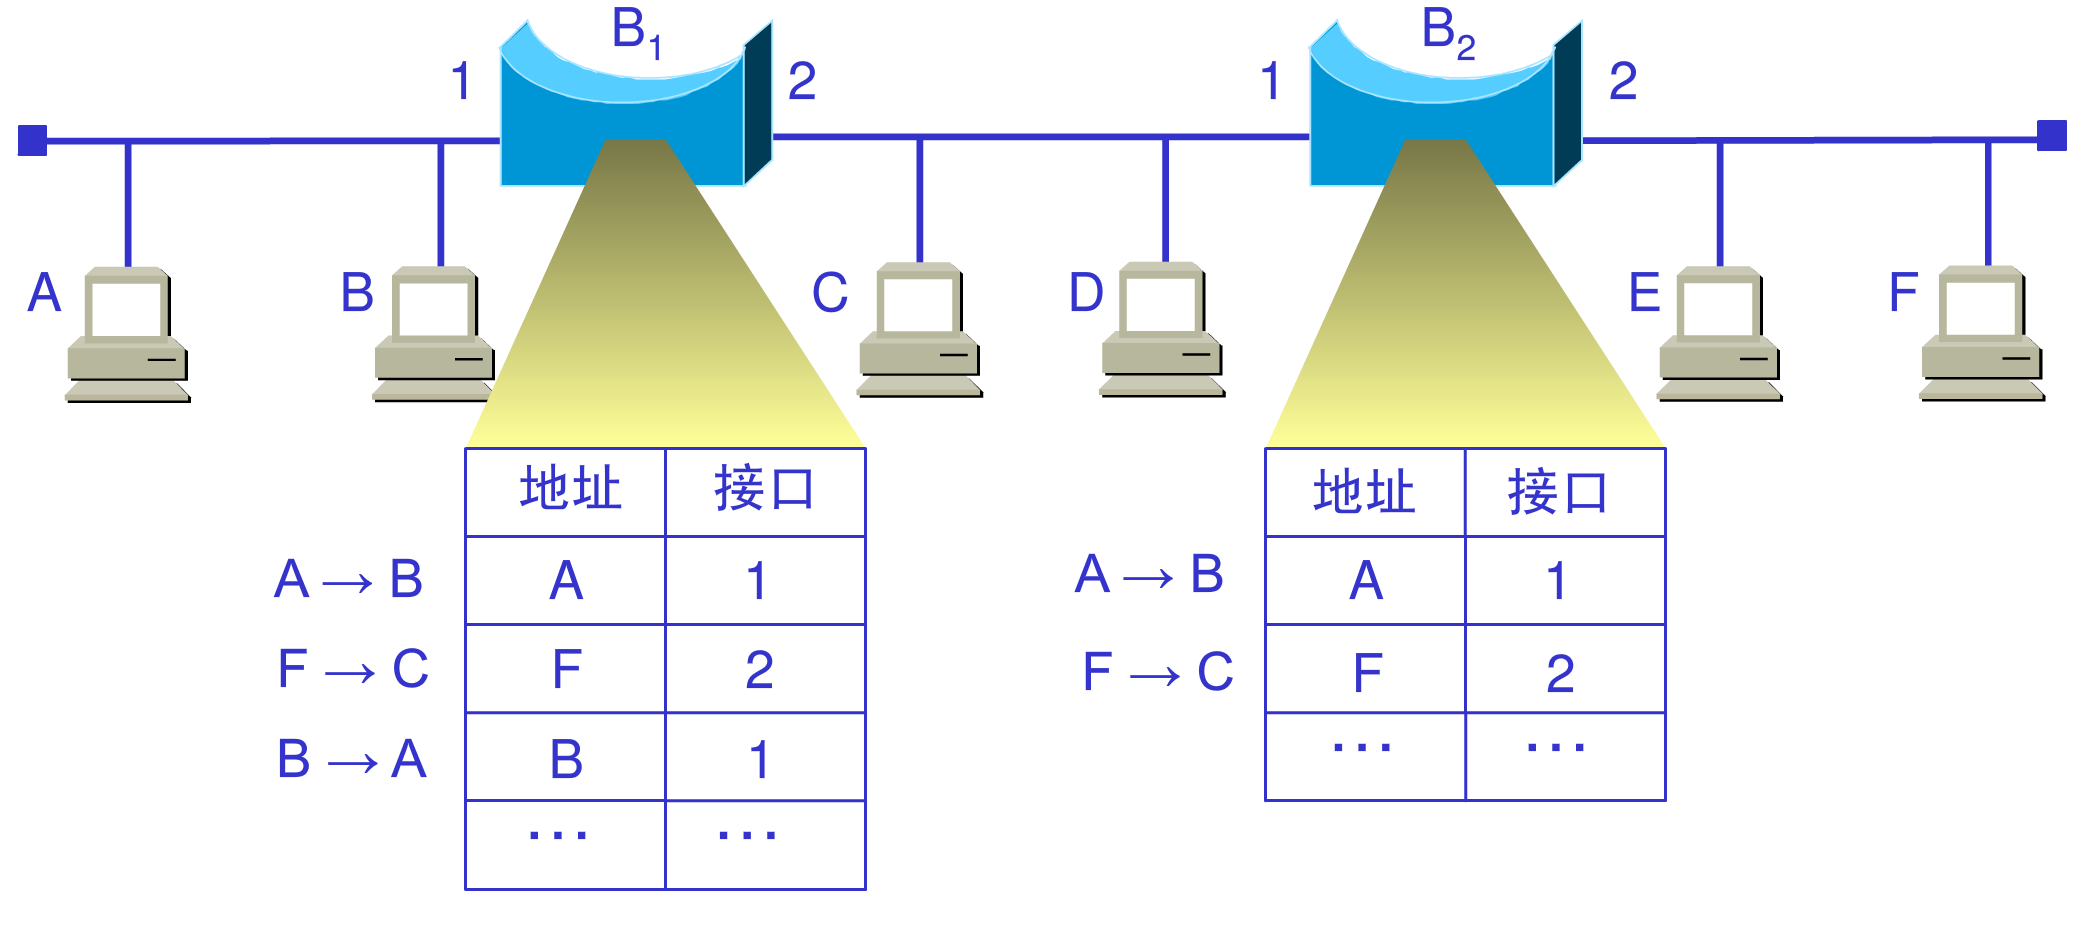 B₁
B₂
1
2
1
2
A
B
C
D
E
F
地址 接口
A → B A 1
F → C F 2
B → A B 1
... ...
地址 接口
A → B A 1
F → C F 2
... ...